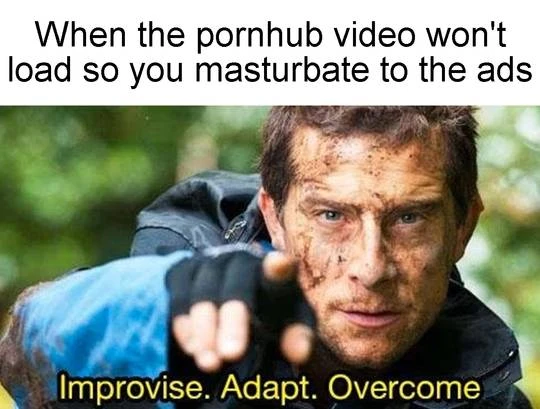 When the pornhub video won't
load so you masturbate to the ads
Improvise. Adapt. Overcome